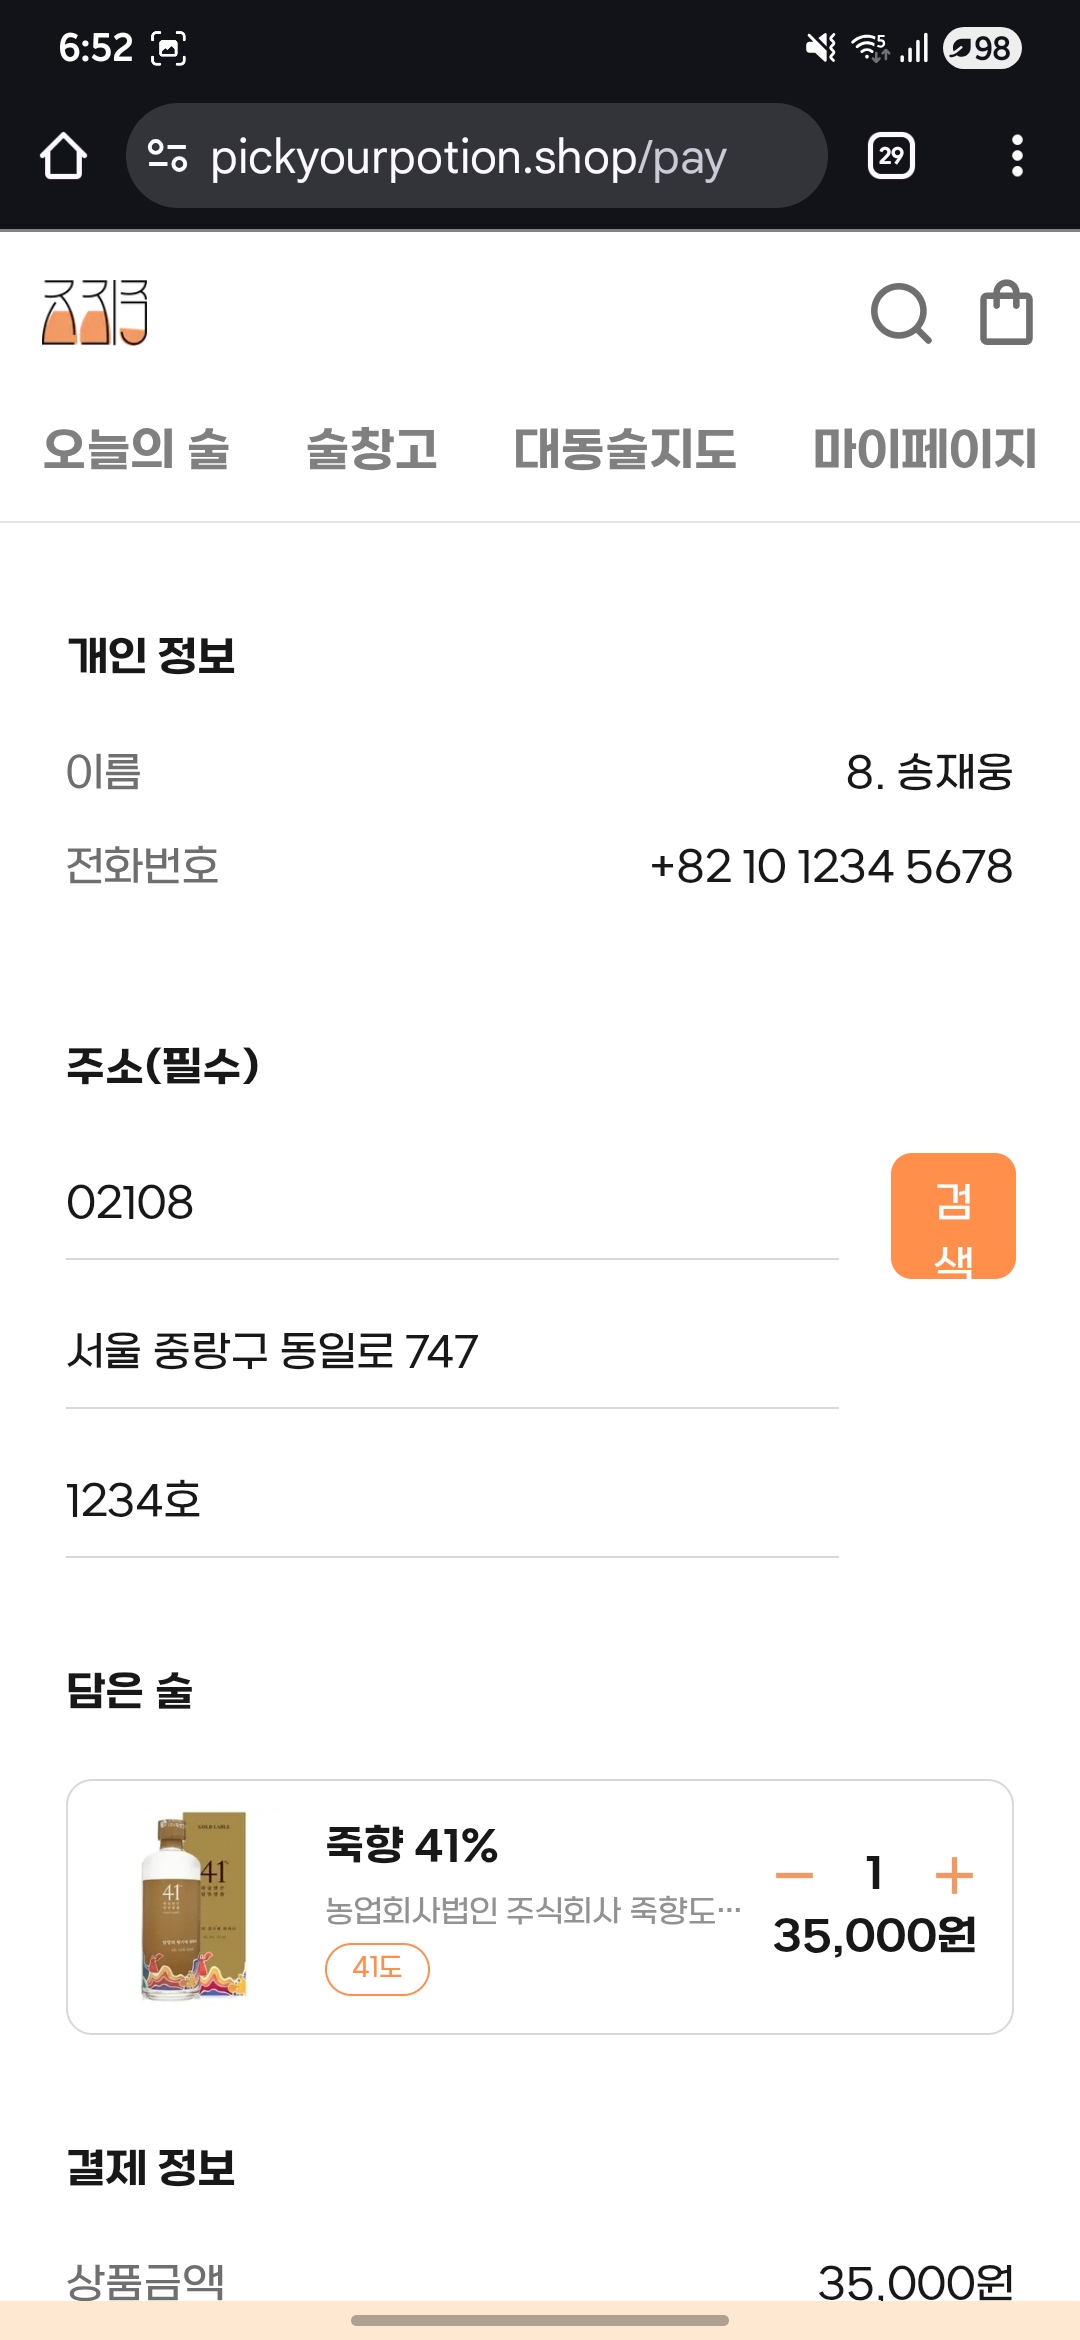 6:52
5
98
pickyourpotion.shop/pay
29
오늘의 술 술창고 대동술지도 마이페이지
개인 정보
이름 8. 송재웅
전화번호 +82 10 1234 5678
주소(필수)
02108
검색
서울 중랑구 동일로 747
1234호
담은 술
GOLD LABEL
41
41
죽향 41%
농업회사법인 주식회사 죽향도…
41도
1
35,000원
결제 정보
상품금액 35,000원